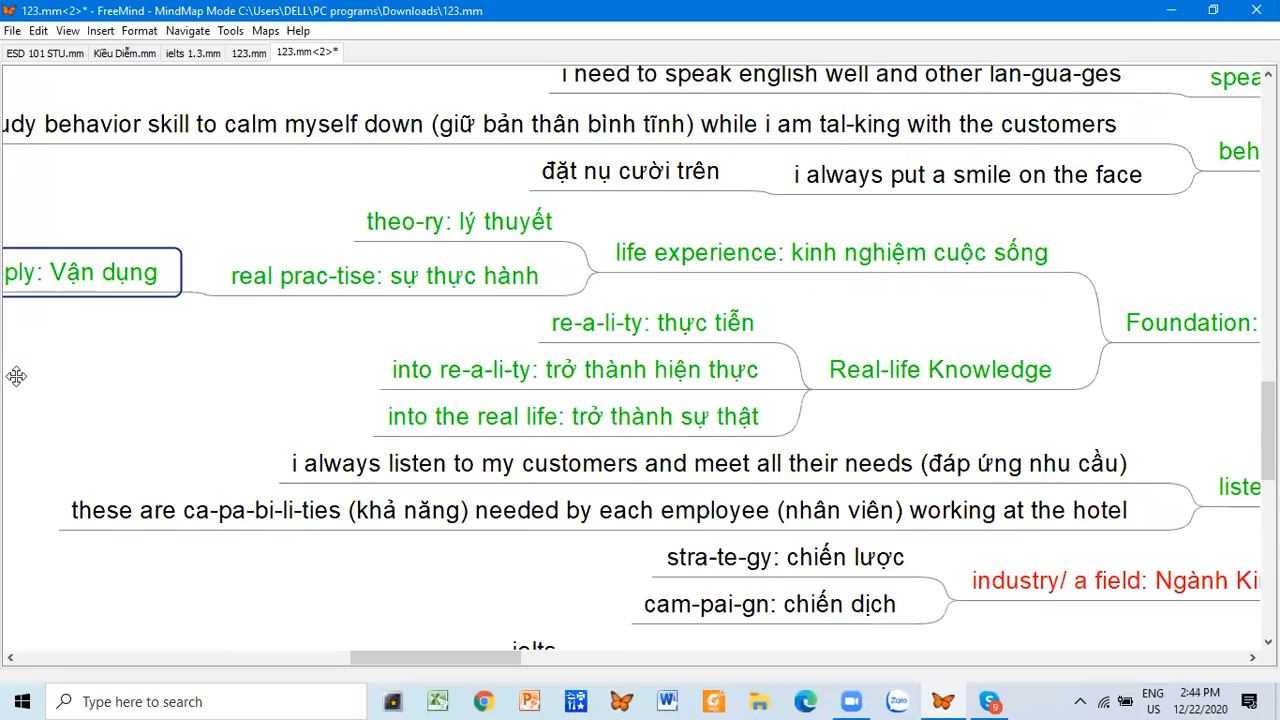 123.mm<2>* - FreeMind - MindMap Mode C:\Users\DELL\PC programs\Downloads\123.mm
File Edit View Insert Format Navigate Tools Maps Help
ESD 101 STU.mm Kiều Diễm.mm ielts 1.3.mm 123.mm 123.mm<2>*
i need to speak english well and other lan-gua-ges
spea
udy behavior skill to calm myself down (giữ bản thân bình tĩnh) while i am tal-king with the customers
beh
đặt nụ cười trên
i always put a smile on the face
theo-ry: lý thuyết
life experience: kinh nghiệm cuộc sống
ply: Vận dụng
real prac-tise: sự thực hành
re-a-li-ty: thực tiễn
Foundation:
into re-a-li-ty: trở thành hiện thực
Real-life Knowledge
into the real life: trở thành sự thật
i always listen to my customers and meet all their needs (đáp ứng nhu cầu)
liste
these are ca-pa-bi-li-ties (khả năng) needed by each employee (nhân viên) working at the hotel
stra-te-gy: chiến lược
industry/ a field: Ngành Ki
cam-pai-gn: chiến dịch
ielts
Type here to search
Zalo
9
ENG
US
2:44 PM
12/22/2020